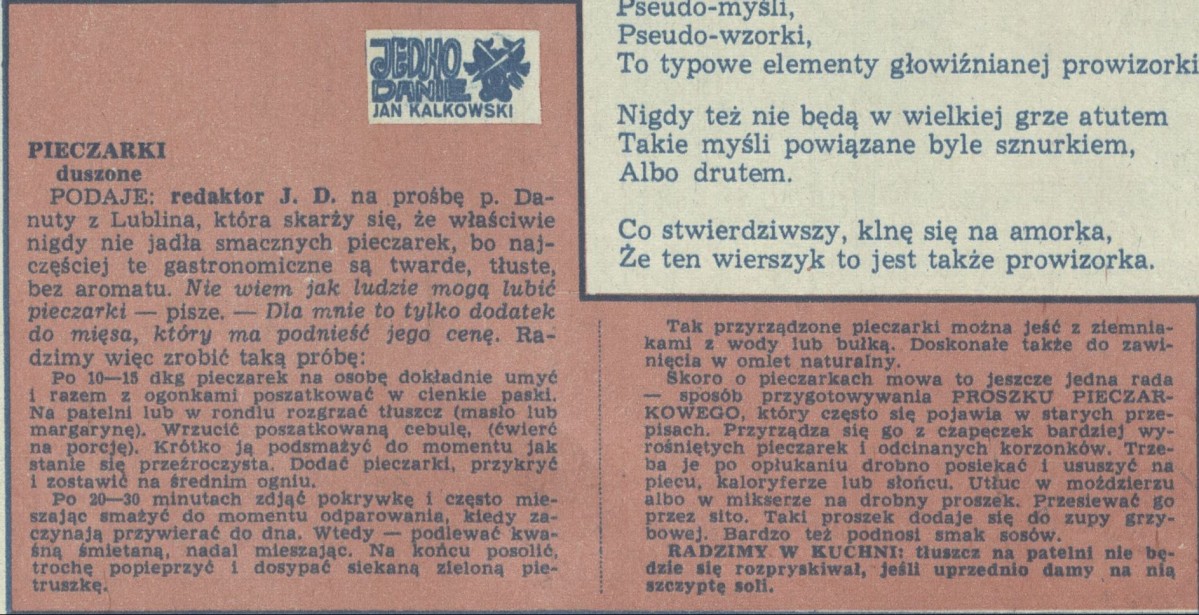 JEDNO
DANIE
JAN KALKOWSKI
PIECZARKI
duszone
PODAJE: redaktor J. D. na prośbę p. Da-
nuty z Lublina, która skarży się, że właściwie
nigdy nie jadła smacznych pieczarek, bo naj-
częściej te gastronomiczne są twarde, tłuste,
bez aromatu. Nie wiem jak ludzie mogą lubić
pieczarki — pisze. — Dla mnie to tylko dodatek
do mięsa, który ma podnieść jego cenę. Ra-
dzimy więc zrobić taką próbę:
Po 10—15 dkg pieczarek na osobę dokładnie umyć
i razem z ogonkami poszatkować w cienkie paski.
Na patelni lub w rondlu rozgrzać tłuszcz (masło lub
margarynę). Wrzucić poszatkowaną cebulę, (ćwierć
na porcję). Krótko ją podsmażyć do momentu jak
stanie się przeźroczysta. Dodać pieczarki, przykryć
i zostawić na średnim ogniu.
Po 20—30 minutach zdjąć pokrywkę i często mie-
szając smażyć do momentu odparowania, kiedy za-
czynają przywierać do dna. Wtedy — podlewać kwa-
śną śmietaną, nadal mieszając. Na końcu posolić,
trochę popieprzyć i dosypać siekaną zieloną pie-
truszkę.
Tak przyrządzone pieczarki można jeść z ziemnia-
kami z wody lub bułką. Doskonałe także do zawi-
nięcia w omlet naturalny.
Skoro o pieczarkach mowa to jeszcze jedna rada
— sposób przygotowywania PROSZKU PIECZAR-
KOWEGO, który często się pojawia w starych prze-
pisach. Przyrządza się go z czapeczek bardziej wy-
rośniętych pieczarek i odcinanych korzonków. Trze-
ba je po opłukaniu drobno posiekać i ususzyć na
piecu, kaloryferze lub słońcu. Utłuc w moździerzu
albo w mikserze na drobny proszek. Przesiewać go
przez sito. Taki proszek dodaje się do zupy grzy-
bowej. Bardzo też podnosi smak sosów.
RADZIMY W KUCHNI: tłuszcz na patelni nie bę-
dzie się rozpryskiwał, jeśli uprzednio damy na nią
szczyptę soli.
Pseudo-myśli,
Pseudo-wzorki,
To typowe elementy głowiźnianej prowizorki
Nigdy też nie będą w wielkiej grze atutem
Takie myśli powiązane byle sznurkiem,
Albo drutem.
Co stwierdziwszy, klnę się na amorka,
Że ten wierszyk to jest także prowizorka.